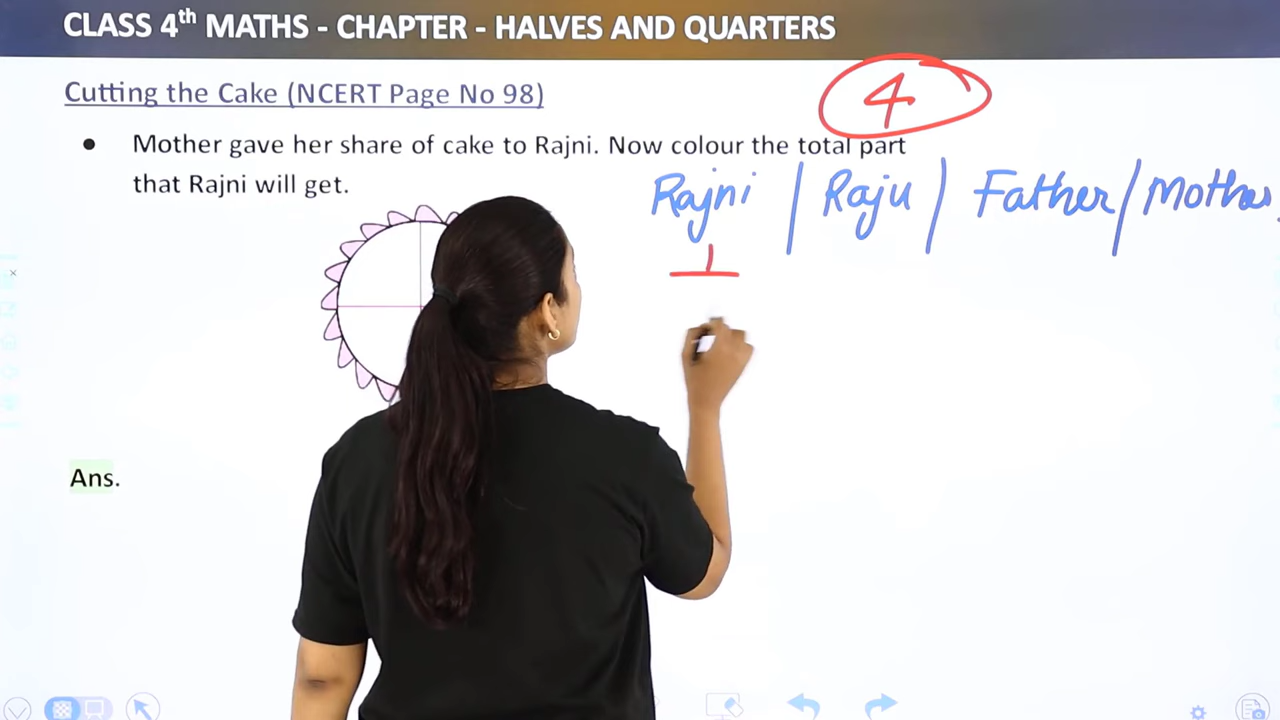 CLASS 4th MATHS - CHAPTER - HALVES AND QUARTERS
Cutting the Cake (NCERT Page No 98)
4
● Mother gave her share of cake to Rajni. Now colour the total part
that Rajni will get.
Rajni / Raju / Father / Mother
1
Ans.